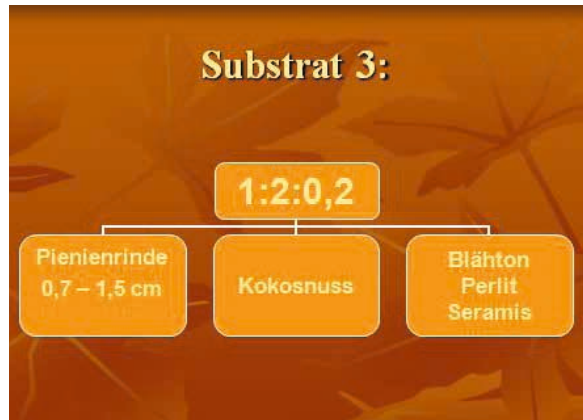 Substrat 3:
1:2:0,2
Pienienrinde
0,7 – 1,5 cm
Kokosnuss
Blähton
Perlit
Seramis